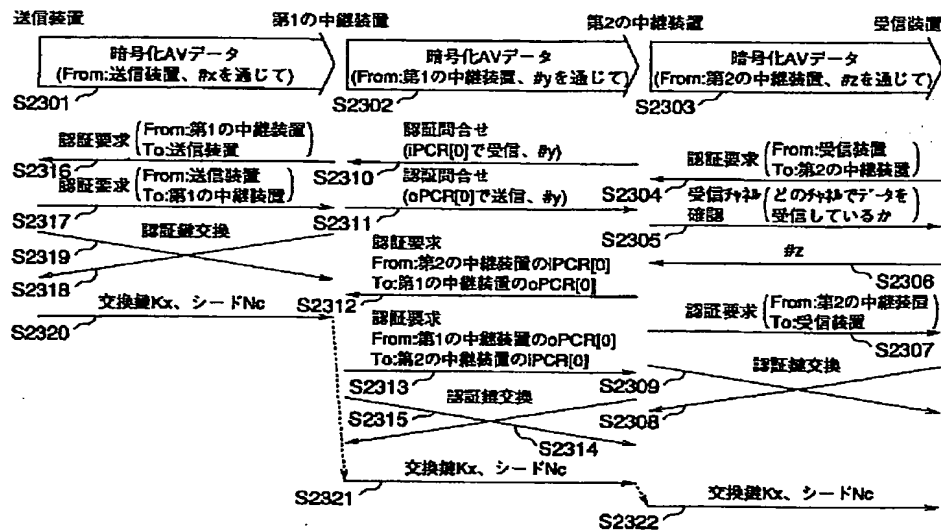 送信装置
第1の中継装置
第2の中継装置
受信装置
暗号化AVデータ
(From:送信装置、#xを通じて)
S2301
暗号化AVデータ
(From:第1の中継装置、#yを通じて)
S2302
暗号化AVデータ
(From:第2の中継装置、#zを通じて)
S2303
認証要求(From:第1の中継装置
To:送信装置)
S2316
認証要求(From:送信装置
To:第1の中継装置)
S2317
認証鍵交換
S2319
S2318
交換鍵Kx、シードNc
S2320
認証問合せ
(iPCR[0]で受信、#y)
S2310
認証問合せ
(oPCR[0]で送信、#y)
S2311
認証要求
From:第2の中継装置のiPCR[0]
To:第1の中継装置のoPCR[0]
S2312
認証要求
From:第1の中継装置のoPCR[0]
To:第2の中継装置のiPCR[0]
S2313
認証鍵交換
S2315
S2314
交換鍵Kx、シードNc
S2321
認証要求(From:受信装置
To:第2の中継装置)
S2304
受信チャネル確認(どのチャネルでデータを
受信しているか)
S2305
#z
S2306
認証要求(From:第2の中継装置
To:受信装置)
S2307
認証鍵交換
S2309
S2308
交換鍵Kx、シードNc
S2322